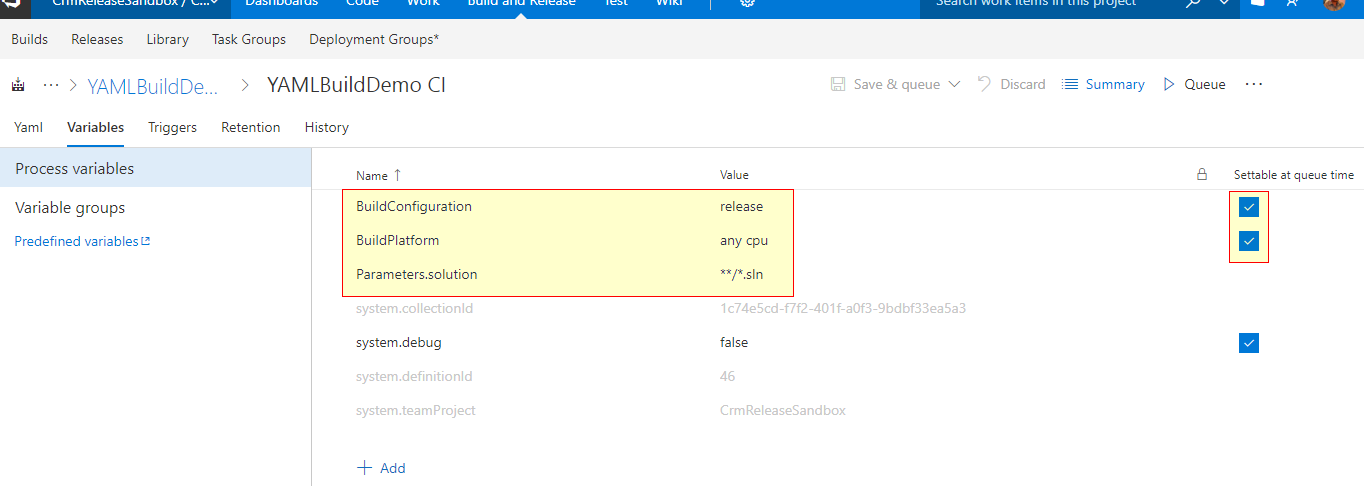 CrmReleaseSandbox / C... Dashboards Code Work Build and Release Test Wiki Search work items in this project
Builds Releases Library Task Groups Deployment Groups*
... > YAMLBuildDe... > YAMLBuildDemo CI Save & queue Discard Summary Queue ...
Yaml Variables Triggers Retention History
Process variables
Variable groups
Predefined variables
Name ↑ Value Settable at queue time
BuildConfiguration release
BuildPlatform any cpu
Parameters.solution **/*.sln
system.collectionId 1c74e5cd-f7f2-401f-a0f3-9bdbf33ea5a3
system.debug false
system.definitionId 46
system.teamProject CrmReleaseSandbox
+ Add